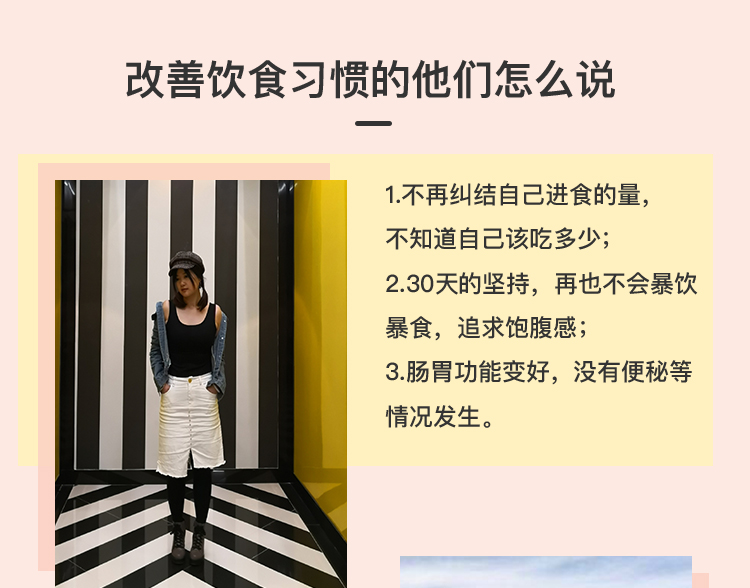 改善饮食习惯的他们怎么说
1.不再纠结自己进食的量，
不知道自己该吃多少；
2.30天的坚持，再也不会暴饮
暴食，追求饱腹感；
3.肠胃功能变好，没有便秘等
情况发生。